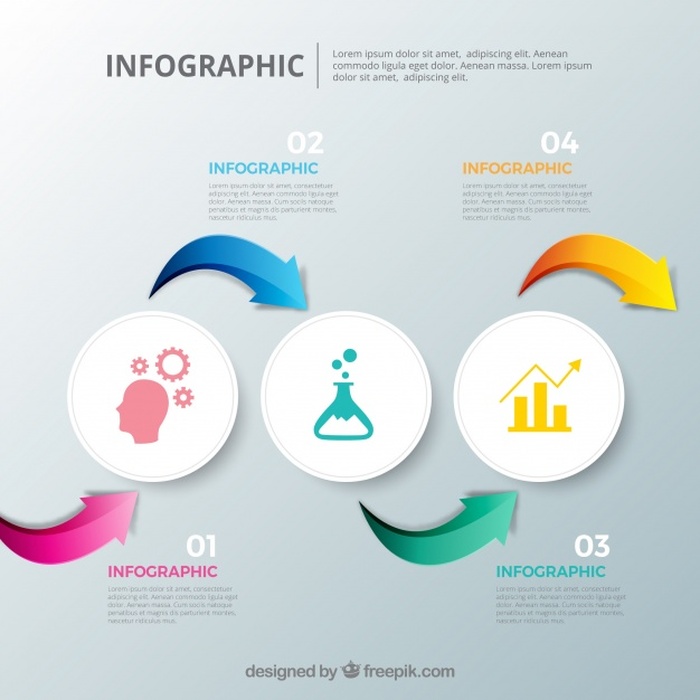 INFOGRAPHIC
Lorem ipsum dolor sit amet, adipiscing elit. Aenean
commodo ligula eget dolor. Aenean massa. Lorem ipsum
dolor sit amet, adipiscing elit.
02
INFOGRAPHIC
Lorem ipsum dolor sit amet, consectetuer
adipiscing elit. Aenean commodo ligula eget
dolor. Aenean massa. Cum sociis natoque
penatibus et magnis dis parturient montes,
nascetur ridiculus mus.
04
INFOGRAPHIC
Lorem ipsum dolor sit amet, consectetuer
adipiscing elit. Aenean commodo ligula eget
dolor. Aenean massa. Cum sociis natoque
penatibus et magnis dis parturient montes,
nascetur ridiculus mus.
01
INFOGRAPHIC
Lorem ipsum dolor sit amet, consectetuer
adipiscing elit. Aenean commodo ligula eget
dolor. Aenean massa. Cum sociis natoque
penatibus et magnis dis parturient montes,
nascetur ridiculus mus.
03
INFOGRAPHIC
Lorem ipsum dolor sit amet, consectetuer
adipiscing elit. Aenean commodo ligula eget
dolor. Aenean massa. Cum sociis natoque
penatibus et magnis dis parturient montes,
nascetur ridiculus mus.
designed by freepik.com